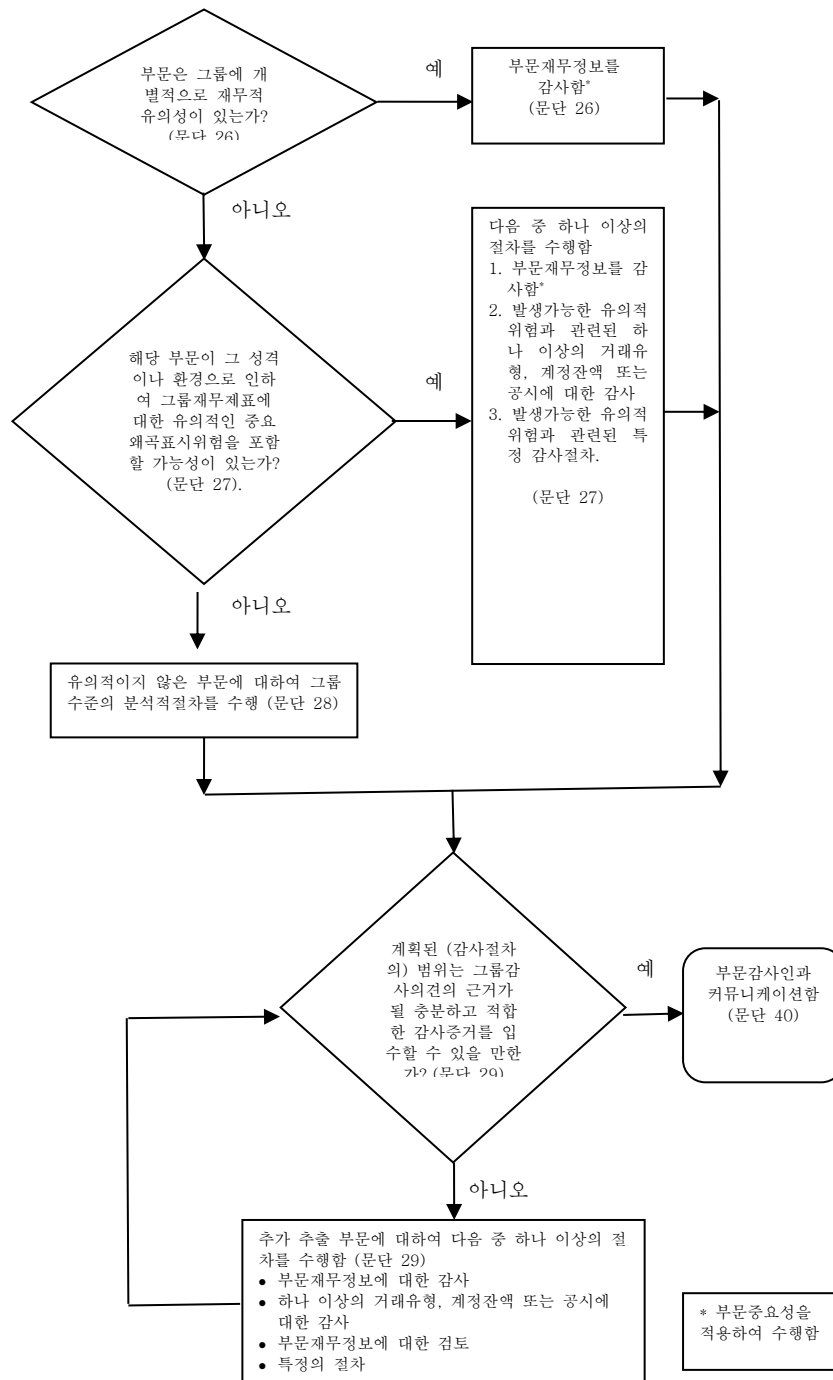 부문은 그룹에 개
별적으로 재무적
유의성이 있는가?
(문단 26)
예
부문재무정보를
감사함*
(문단 26)
아니오
해당 부문이 그 성격
이나 환경으로 인하
여 그룹재무제표에
대한 유의적인 중요
왜곡표시위험을 포함
할 가능성이 있는가?
(문단 27).
예
다음 중 하나 이상의
절차를 수행함
1. 부문재무정보를 감
사함*
2. 발생가능한 유의적
위험과 관련된 하
나 이상의 거래유
형, 계정잔액 또는
공시에 대한 감사
3. 발생가능한 유의적
위험과 관련된 특
정 감사절차.
(문단 27)
아니오
유의적이지 않은 부문에 대하여 그룹
수준의 분석적절차를 수행 (문단 28)
계획된 (감사절차
의) 범위는 그룹감
사의견의 근거가
될 충분하고 적합
한 감사증거를 입
수할 수 있을 만한
가? (문단 29)
예
부문감사인과
커뮤니케이션함
(문단 40)
아니오
추가 추출 부문에 대하여 다음 중 하나 이상의 절
차를 수행함 (문단 29)
● 부문재무정보에 대한 감사
● 하나 이상의 거래유형, 계정잔액 또는 공시에
대한 감사
● 부문재무정보에 대한 검토
● 특정의 절차
* 부문중요성을
적용하여 수행함